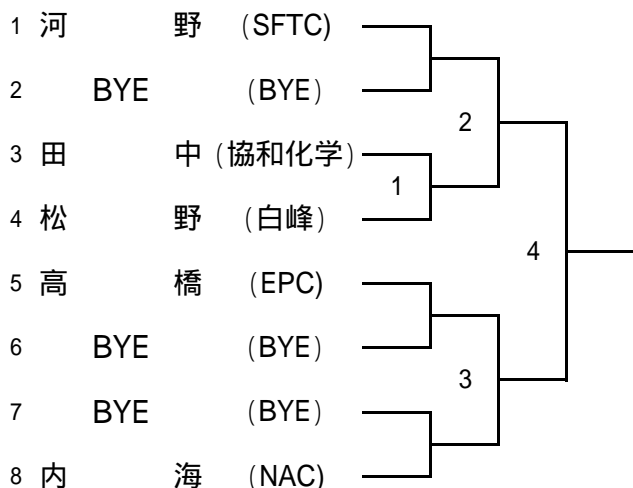 1 河 野 (SFTC)
2 BYE (BYE)
2
3 田 中 (協和化学)
1
4 松 野 (白峰)
4
5 高 橋 (EPC)
6 BYE (BYE)
3
7 BYE (BYE)
8 内 海 (NAC)